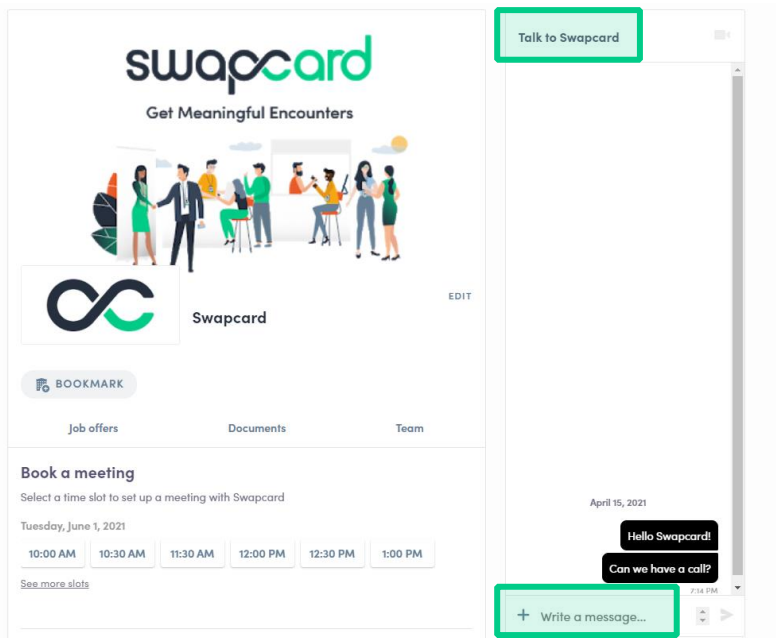 swapcard
Get Meaningful Encounters
Swapcard
EDIT
BOOKMARK
Job offers Documents Team
Book a meeting
Select a time slot to set up a meeting with Swapcard
Tuesday, June 1, 2021
10:00 AM 10:30 AM 11:30 AM 12:00 PM 12:30 PM 1:00 PM
See more slots
Talk to Swapcard
April 15, 2021
Hello Swapcard!
Can we have a call?
7:14 PM
Write a message...